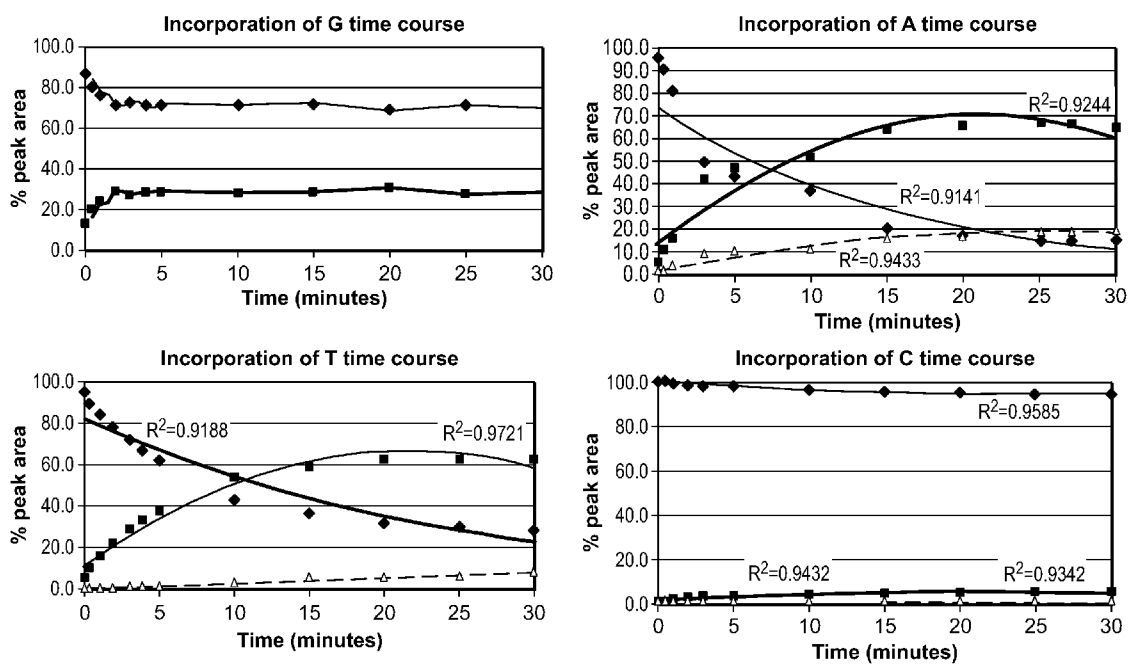 Incorporation of G time course
100.0
80.0
60.0
40.0
20.0
0.0
% peak area
0 5 10 15 20 25 30
Time (minutes)
Incorporation of A time course
100.0
90.0
80.0
70.0
60.0
50.0
40.0
30.0
20.0
10.0
0.0
% peak area
R2=0.9244
R2=0.9141
R2=0.9433
0 5 10 15 20 25 30
Time (minutes)
Incorporation of T time course
100.0
80.0
60.0
40.0
20.0
0.0
% peak area
R2=0.9188
R2=0.9721
0 5 10 15 20 25 30
Time (minutes)
Incorporation of C time course
100.0
80.0
60.0
40.0
20
0.0
% peak area
R2=0.9585
R2=0.9432
R2=0.9342
0 5 10 15 20 25 30
Time (minutes)